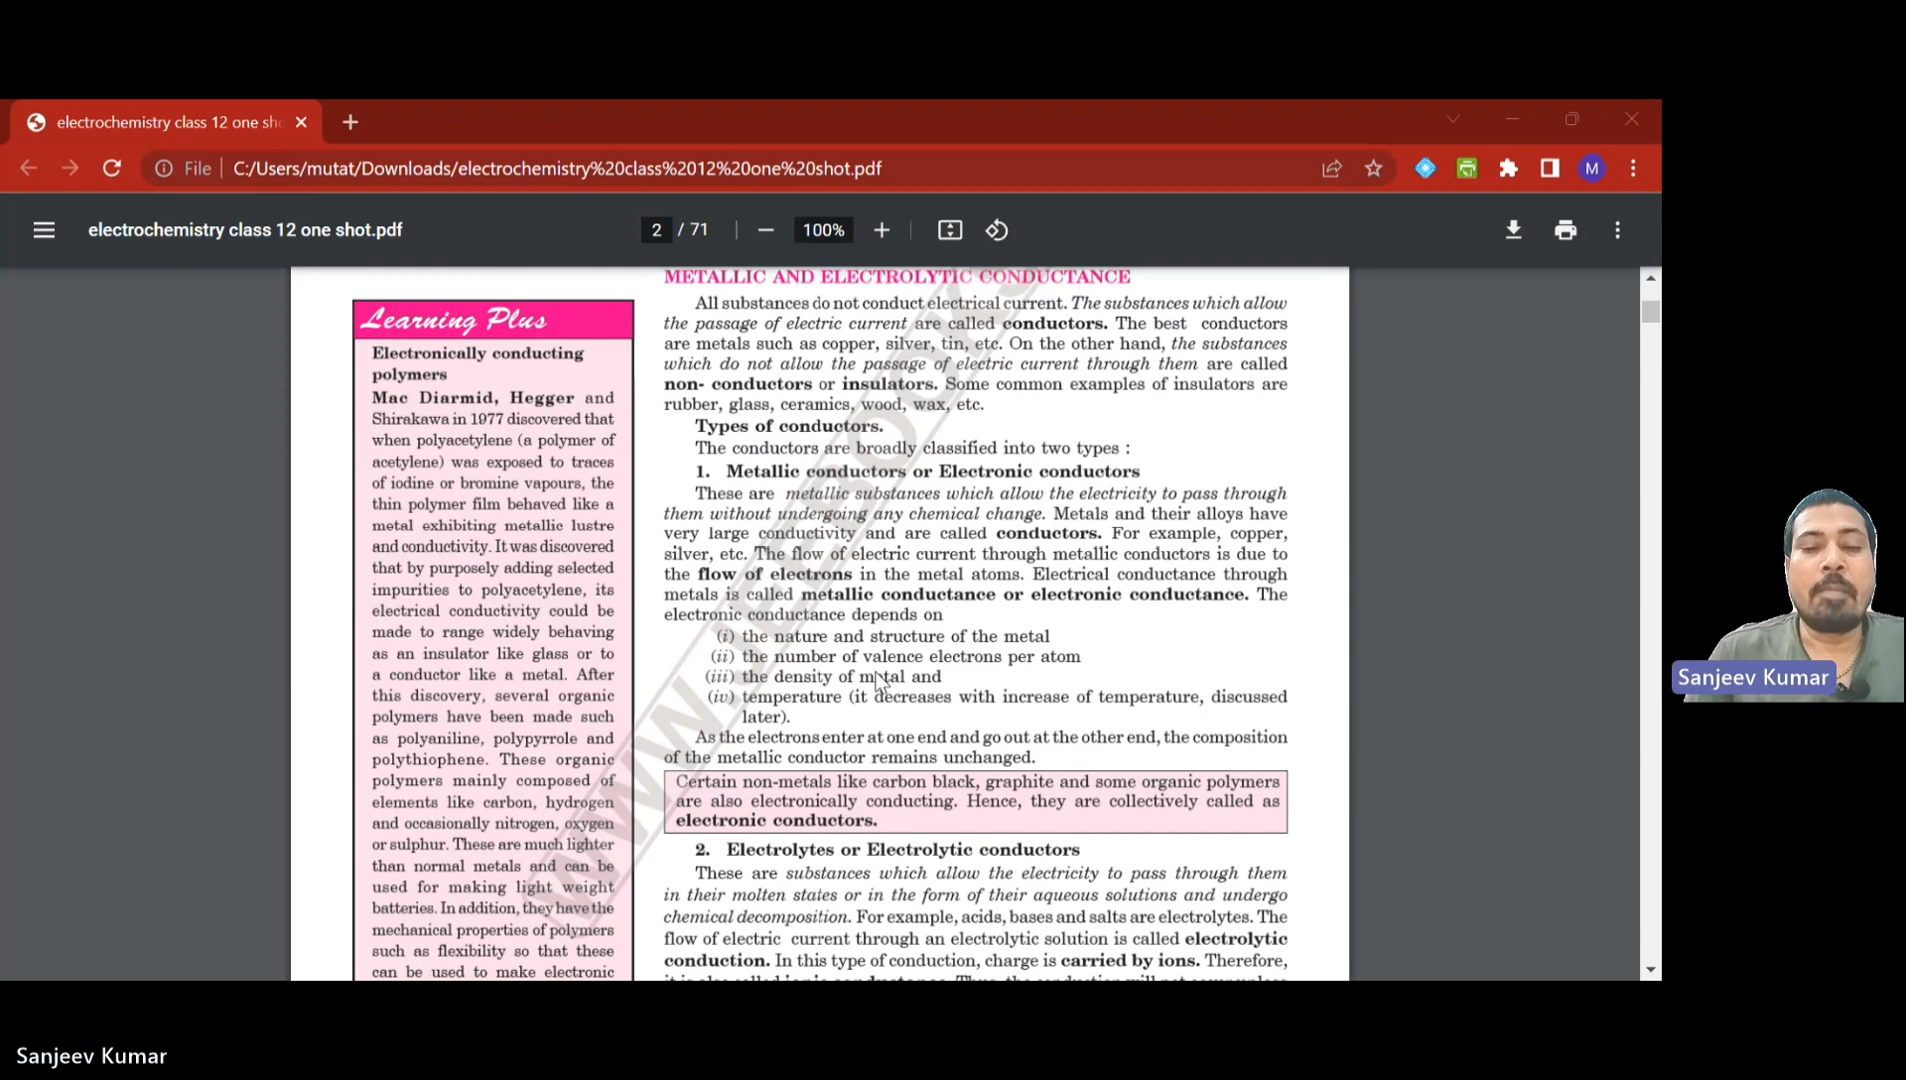 electrochemistry class 12 one sh
File
C:/Users/mutat/Downloads/electrochemistry%20class%2012%20one%20shot.pdf
M
electrochemistry class 12 one shot.pdf
2 / 71
100%
Learning Plus
Electronically conducting
polymers
Mac Diarmid, Hegger and
Shirakawa in 1977 discovered that
when polyacetylene (a polymer of
acetylene) was exposed to traces
of iodine or bromine vapours, the
thin polymer film behaved like a
metal exhibiting metallic lustre
and conductivity. It was discovered
that by purposely adding selected
impurities to polyacetylene, its
electrical conductivity could be
made to range widely behaving
as an insulator like glass or to
a conductor like a metal. After
this discovery, several organic
polymers have been made such
as polyaniline, polypyrrole and
polythiophene. These organic
polymers mainly composed of
elements like carbon, hydrogen
and occasionally nitrogen, oxygen
or sulphur. These are much lighter
than normal metals and can be
used for making light weight
batteries. In addition, they have the
mechanical properties of polymers
such as flexibility so that these
can be used to make electronic
METALLIC AND ELECTROLYTIC CONDUCTANCE
All substances do not conduct electrical current. The substances which allow
the passage of electric current are called conductors. The best conductors
are metals such as copper, silver, tin, etc. On the other hand, the substances
which do not allow the passage of electric current through them are called
non- conductors or insulators. Some common examples of insulators are
rubber, glass, ceramics, wood, wax, etc.
Types of conductors.
The conductors are broadly classified into two types :
1. Metallic conductors or Electronic conductors
These are metallic substances which allow the electricity to pass through
them without undergoing any chemical change. Metals and their alloys have
very large conductivity and are called conductors. For example, copper,
silver, etc. The flow of electric current through metallic conductors is due to
the flow of electrons in the metal atoms. Electrical conductance through
metals is called metallic conductance or electronic conductance. The
electronic conductance depends on
(i) the nature and structure of the metal
(ii) the number of valence electrons per atom
(iii) the density of metal and
(iv) temperature (it decreases with increase of temperature, discussed
later).
As the electrons enter at one end and go out at the other end, the composition
of the metallic conductor remains unchanged.
Certain non-metals like carbon black, graphite and some organic polymers
are also electronically conducting. Hence, they are collectively called as
electronic conductors.
2. Electrolytes or Electrolytic conductors
These are substances which allow the electricity to pass through them
in their molten states or in the form of their aqueous solutions and undergo
chemical decomposition. For example, acids, bases and salts are electrolytes. The
flow of electric current through an electrolytic solution is called electrolytic
conduction. In this type of conduction, charge is carried by ions. Therefore,
WWW.JEEBOOKS
Sanjeev Kumar
Sanjeev Kumar